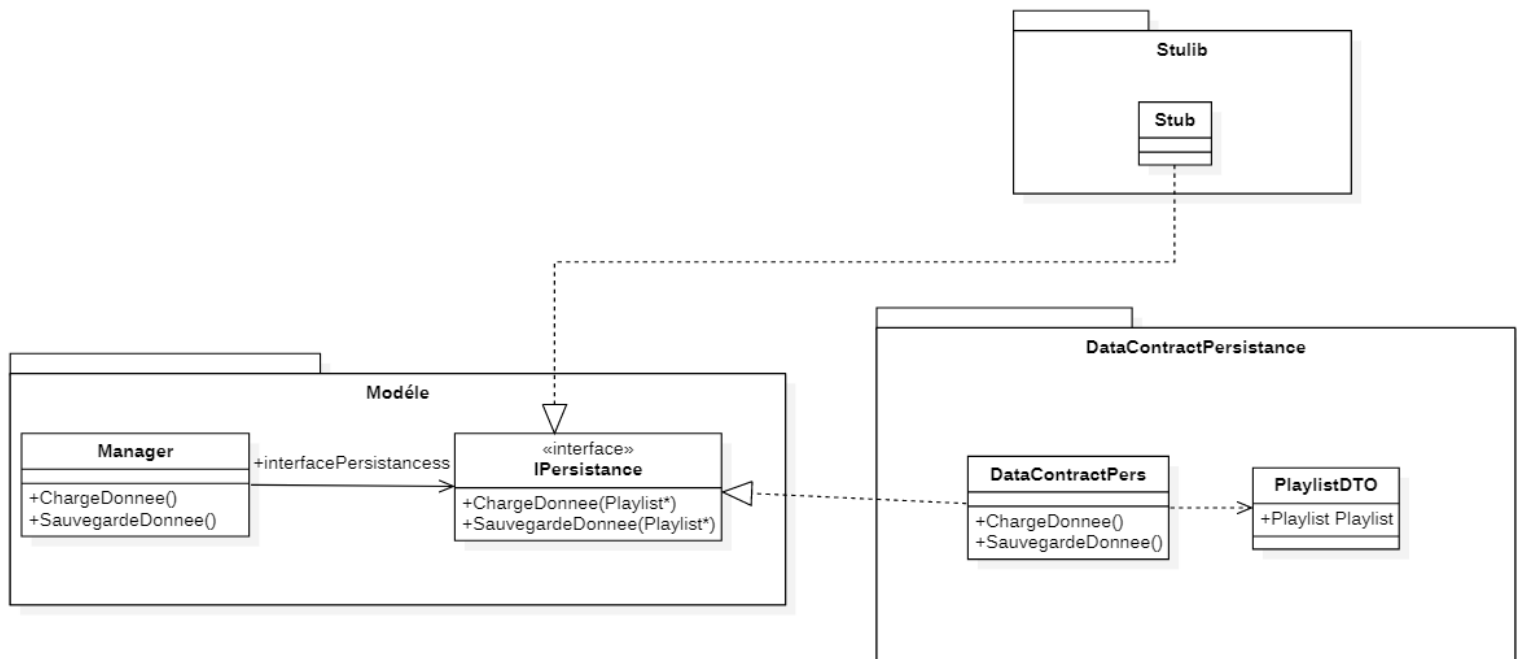 Stulib
Stub
DataContractPersistance
Modéle
Manager
+ChargeDonnee()
+SauvegardeDonnee()
+interfacePersistancess
«interface»
IPersistance
+ChargeDonnee(Playlist*)
+SauvegardeDonnee(Playlist*)
DataContractPers
+ChargeDonnee()
+SauvegardeDonnee()
PlaylistDTO
+Playlist Playlist